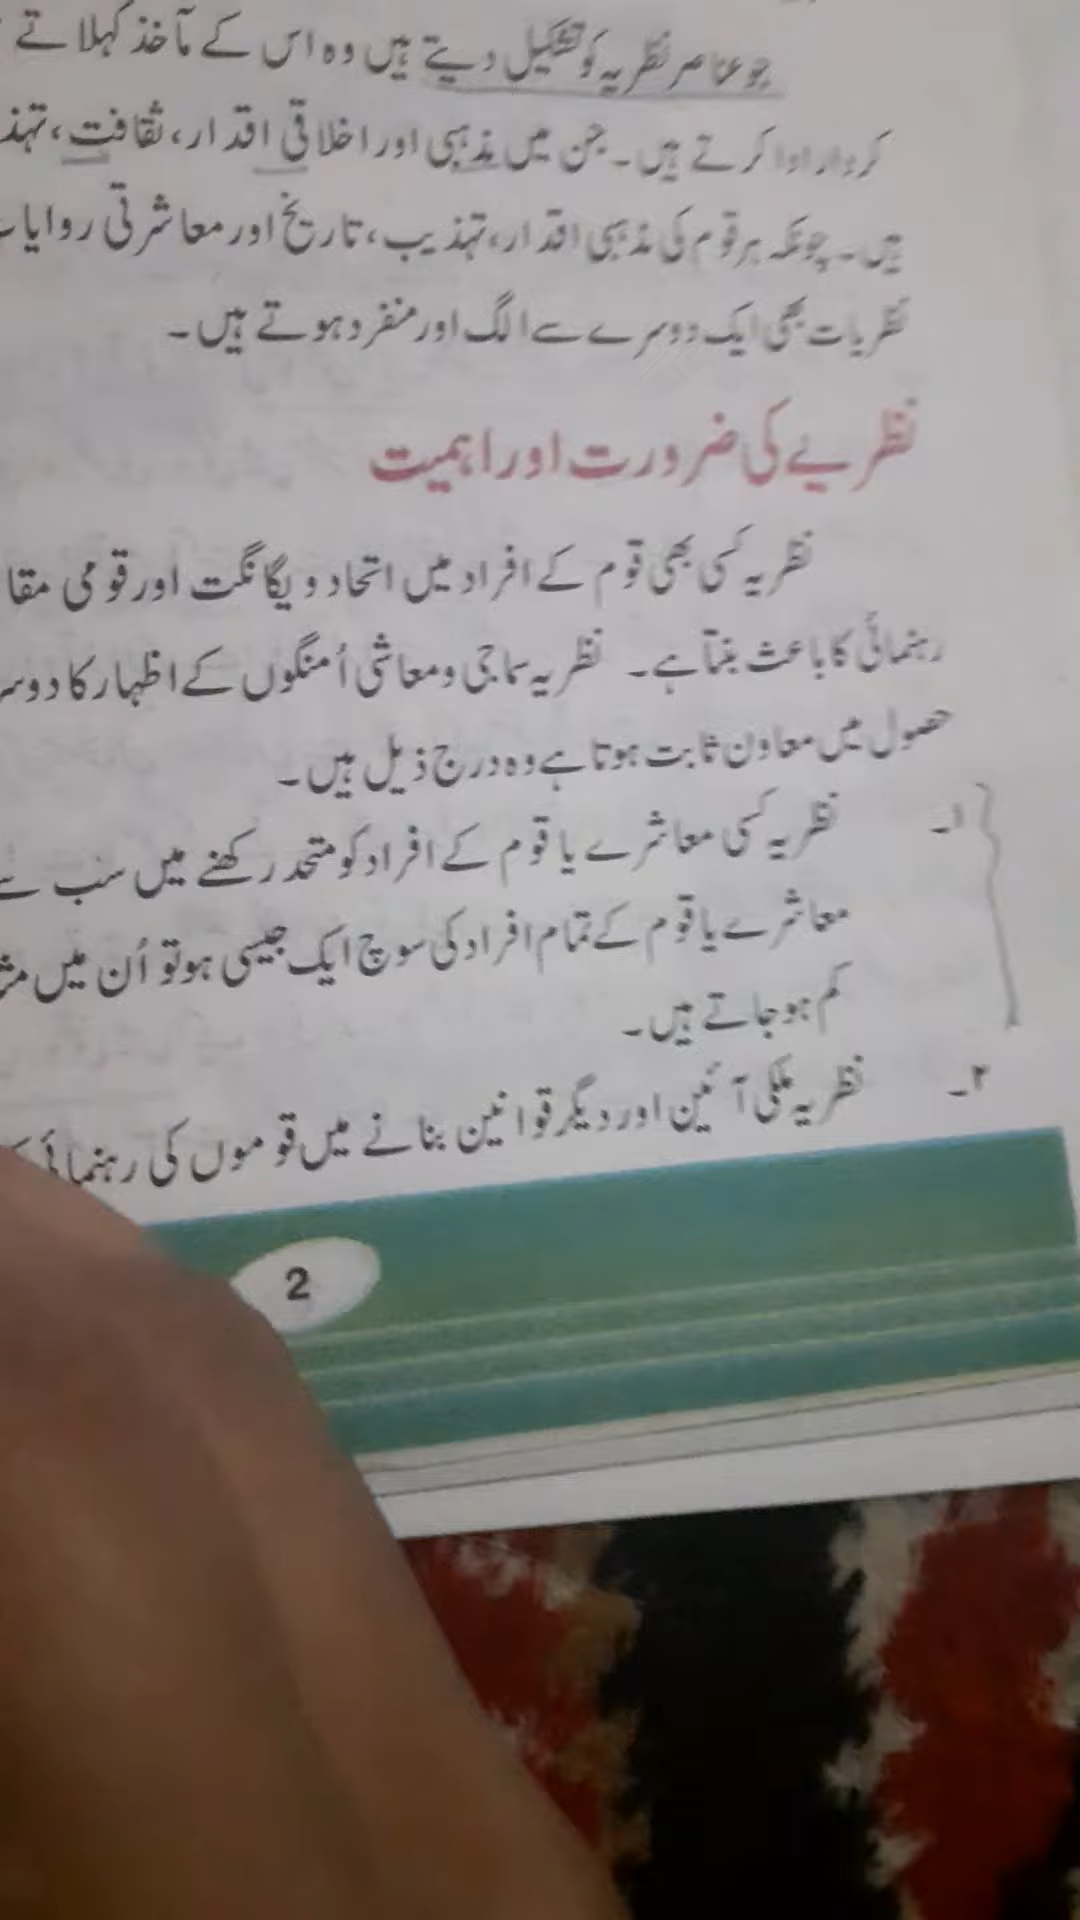 جو عناصر نظریہ کو تشکیل دیتے ہیں وہ اس کے مآخذ کہلاتے
کردار ادا کرتے ہیں۔ جن میں مذہبی اور اخلاقی اقدار، ثقافت، تہذ
ہیں۔ چونکہ ہر قوم کی مذہبی اقدار، تہذیب، تاریخ اور معاشرتی روایات
نظریات بھی ایک دوسرے سے الگ اور منفرد ہوتے ہیں۔
نظریے کی ضرورت اور اہمیت
نظریہ کسی بھی قوم کے افراد میں اتحاد و یگانگت اور قومی مقا
رہنمائی کا باعث بنتا ہے۔ نظریہ سماجی و معاشی اُمنگوں کے اظہار کا دوسر
حصول میں معاون ثابت ہوتا ہے وہ درج ذیل ہیں۔
۱۔ نظریہ کسی معاشرے یا قوم کے افراد کو متحد رکھنے میں سب سے
معاشرے یا قوم کے تمام افراد کی سوچ ایک جیسی ہو تو اُن میں
کم ہو جاتے ہیں۔
۲۔ نظریہ ملکی آئین اور دیگر قوانین بنانے میں قوموں کی رہنمائی
2